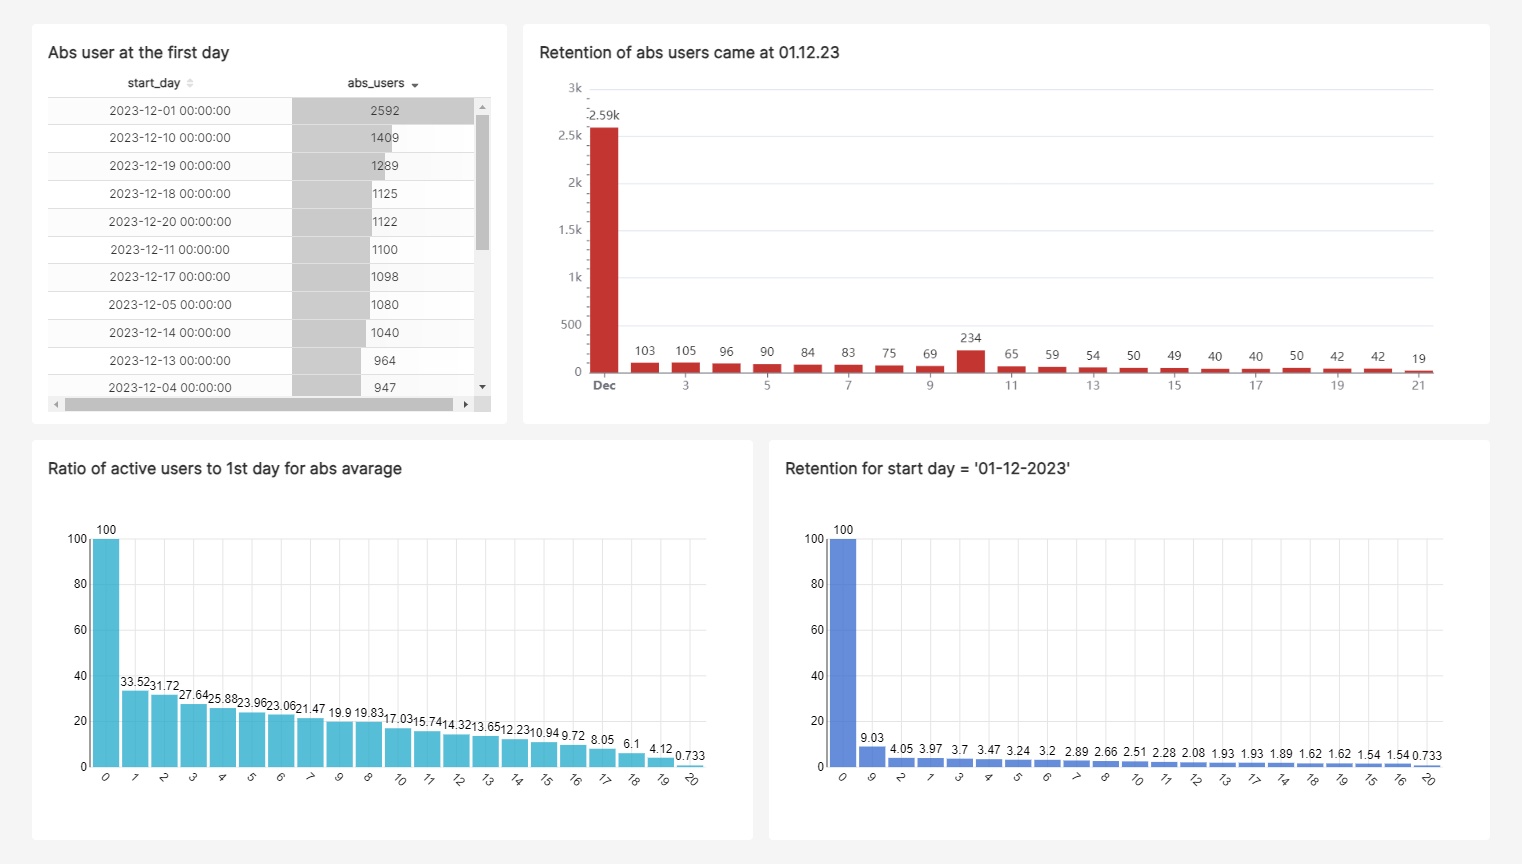 Abs user at the first day
start_day abs_users
2023-12-01 00:00:00 2592
2023-12-10 00:00:00 1409
2023-12-19 00:00:00 1289
2023-12-18 00:00:00 1125
2023-12-20 00:00:00 1122
2023-12-11 00:00:00 1100
2023-12-17 00:00:00 1098
2023-12-05 00:00:00 1080
2023-12-14 00:00:00 1040
2023-12-13 00:00:00 964
2023-12-04 00:00:00 947
Retention of abs users came at 01.12.23
3k
2.5k
2k
1.5k
1k
500
0
2.59k 103 105 96 90 84 83 75 69 234 65 59 54 50 49 40 40 50 42 42 19
Dec 3 5 7 9 11 13 15 17 19 21
Ratio of active users to 1st day for abs avarage
100
80
60
40
20
0
100 33.52 31.72 27.64 25.88 23.96 23.06 21.47 19.9 19.83 17.03 15.74 14.32 13.65 12.23 10.94 9.72 8.05 6.1 4.12 0.733
0 1 2 3 4 5 6 7 9 8 10 11 12 13 14 15 16 17 18 19 20
Retention for start day = '01-12-2023'
100
80
60
40
20
0
100 9.03 4.05 3.97 3.7 3.47 3.24 3.2 2.89 2.66 2.51 2.28 2.08 1.93 1.93 1.89 1.62 1.62 1.54 1.54 0.733
0 9 2 1 3 4 5 6 7 8 10 11 12 13 17 14 18 19 15 16 20